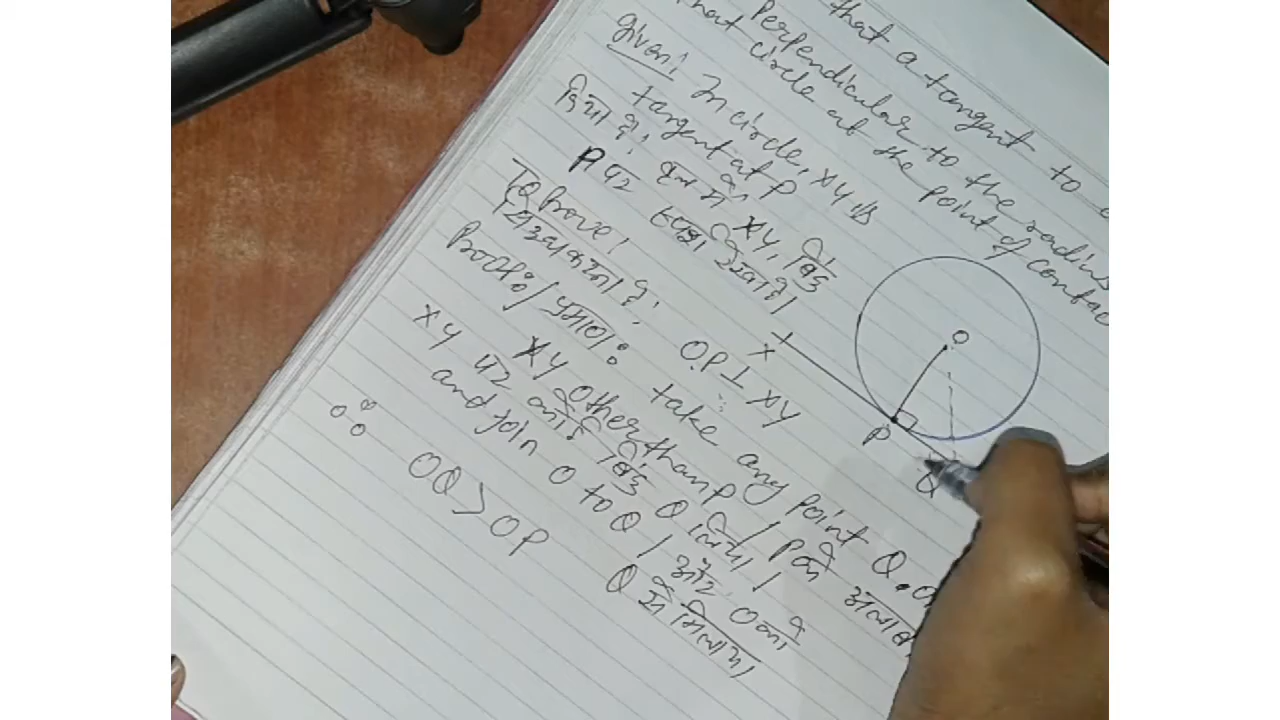 that a tangent to
Perpendicular to the radius
that circle at the point of contac
given: In circle, XY is
tangent at P
दिया है: वृत्त में XY, बिंदु
P पर स्पर्श रेखा है।
To Prove: OP ⊥ XY
सिद्ध करना है:
Proof:/प्रमाण: take any point Q, on
XY other than P / P के अलावा
XY पर कोई बिंदु Q लिया।
and join O to Q / और O को
Q से मिलाया
∵ OQ > OP
X
O
P
Q